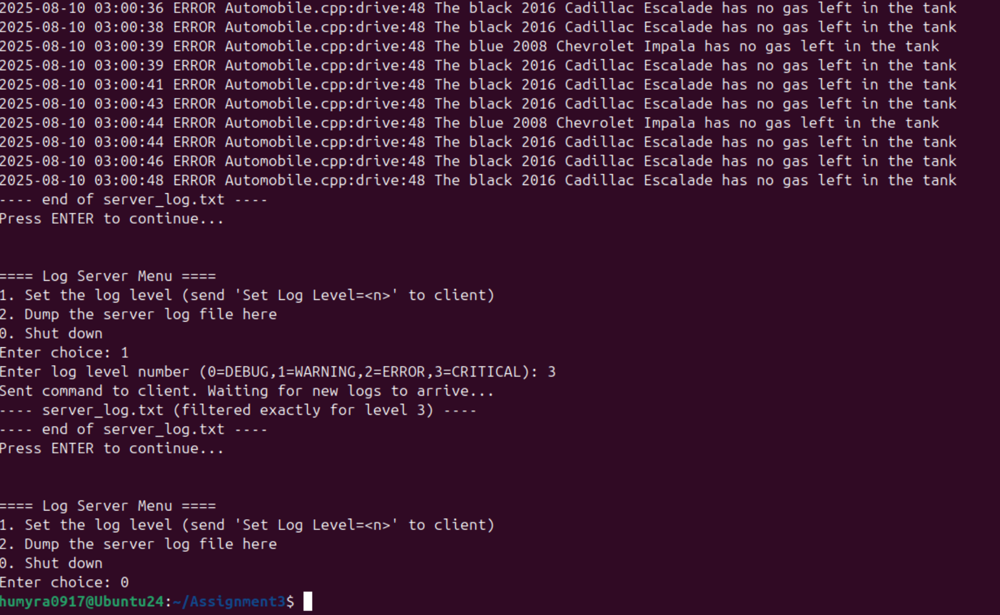 2025-08-10 03:00:36 ERROR Automobile.cpp:drive:48 The black 2016 Cadillac Escalade has no gas left in the tank
2025-08-10 03:00:38 ERROR Automobile.cpp:drive:48 The black 2016 Cadillac Escalade has no gas left in the tank
2025-08-10 03:00:39 ERROR Automobile.cpp:drive:48 The blue 2008 Chevrolet Impala has no gas left in the tank
2025-08-10 03:00:39 ERROR Automobile.cpp:drive:48 The black 2016 Cadillac Escalade has no gas left in the tank
2025-08-10 03:00:41 ERROR Automobile.cpp:drive:48 The black 2016 Cadillac Escalade has no gas left in the tank
2025-08-10 03:00:43 ERROR Automobile.cpp:drive:48 The black 2016 Cadillac Escalade has no gas left in the tank
2025-08-10 03:00:44 ERROR Automobile.cpp:drive:48 The blue 2008 Chevrolet Impala has no gas left in the tank
2025-08-10 03:00:44 ERROR Automobile.cpp:drive:48 The black 2016 Cadillac Escalade has no gas left in the tank
2025-08-10 03:00:46 ERROR Automobile.cpp:drive:48 The black 2016 Cadillac Escalade has no gas left in the tank
2025-08-10 03:00:48 ERROR Automobile.cpp:drive:48 The black 2016 Cadillac Escalade has no gas left in the tank
---- end of server_log.txt ----
Press ENTER to continue...
==== Log Server Menu ====
1. Set the log level (send 'Set Log Level=<n>' to client)
2. Dump the server log file here
0. Shut down
Enter choice: 1
Enter log level number (0=DEBUG,1=WARNING,2=ERROR,3=CRITICAL): 3
Sent command to client. Waiting for new logs to arrive...
---- server_log.txt (filtered exactly for level 3) ----
---- end of server_log.txt ----
Press ENTER to continue...
==== Log Server Menu ====
1. Set the log level (send 'Set Log Level=<n>' to client)
2. Dump the server log file here
0. Shut down
Enter choice: 0
humyra0917@Ubuntu24:~/Assignment3$